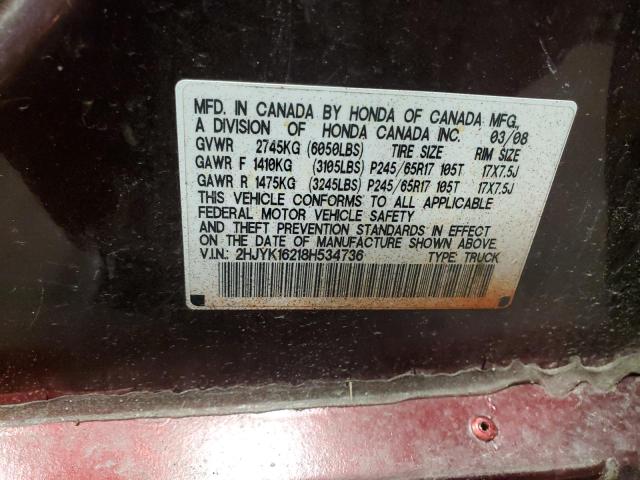 MFD. IN CANADA BY HONDA OF CANADA MFG.,
A DIVISION OF HONDA CANADA INC. 03/08
GVWR 2745KG (6050LBS) TIRE SIZE RIM SIZE
GAWR F 1410KG (3105LBS) P245/65R17 105T 17X7.5J
GAWR R 1475KG (3245LBS) P245/65R17 105T 17X7.5J
THIS VEHICLE CONFORMS TO ALL APPLICABLE
FEDERAL MOTOR VEHICLE SAFETY
AND THEFT PREVENTION STANDARDS IN EFFECT
ON THE DATE OF MANUFACTURE SHOWN ABOVE.
V.I.N.: 2HJYK16218H534736 TYPE: TRUCK